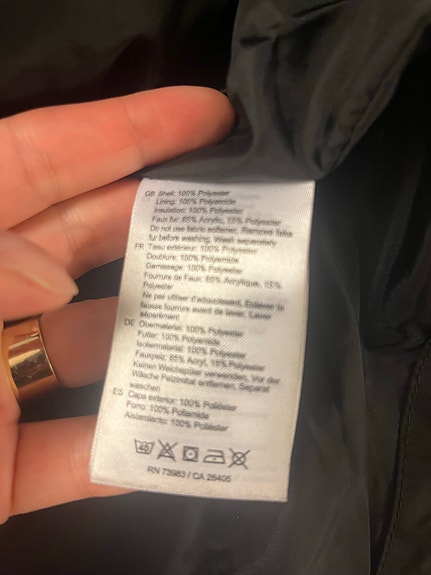 GB Shell: 100% Polyester
Lining: 100% Polyamide
Insulation: 100% Polyester
Faux fur: 85% Acrylic, 15% Polyester
Do not use fabric softener, Remove fake
fur before washing, Wash separately
FR Tissu extérieur: 100% Polyester
Doublure: 100% Polyamide
Garnissage: 100% Polyester
Fourrure de Faux: 85% Acrylique, 15%
Polyester
Ne pas utiliser d'adoucissant, Enlever la
fausse fourrure avant de laver, Laver
séparément
DE Obermaterial: 100% Polyester
Futter: 100% Polyamid
Isoliermaterial: 100% Polyester
Fauxpelz: 85% Acryl, 15% Polyester
Keinen Weichspüler verwenden, Vor der
Wäsche Pelzimitat entfernen, Separat
waschen
ES Capa exterior: 100% Poliéster
Forro: 100% Poliamida
Aislamiento: 100% Poliéster
40
RN 73983 / CA 25405